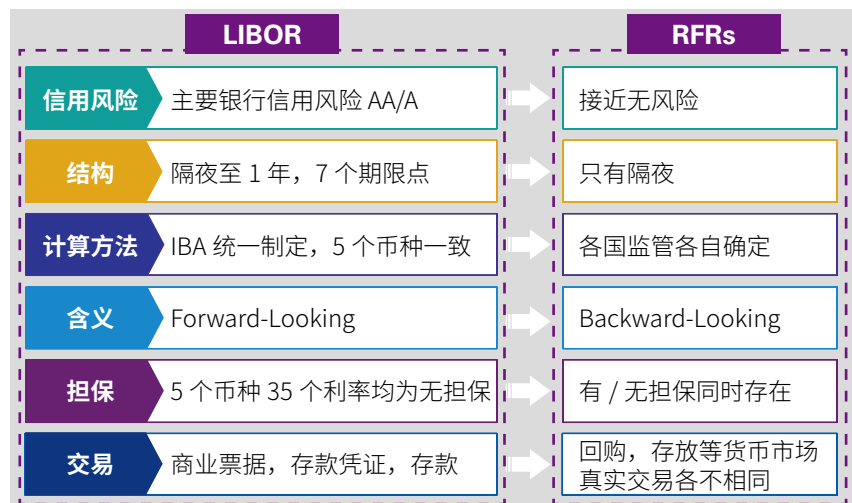 LIBOR
RFRs
信用风险
主要银行信用风险 AA/A
接近无风险
结构
隔夜至 1 年，7 个期限点
只有隔夜
计算方法
IBA 统一制定，5 个币种一致
各国监管各自确定
含义
Forward-Looking
Backward-Looking
担保
5 个币种 35 个利率均为无担保
有 / 无担保同时存在
交易
商业票据，存款凭证，存款
回购，存放等货币市场
真实交易各不相同